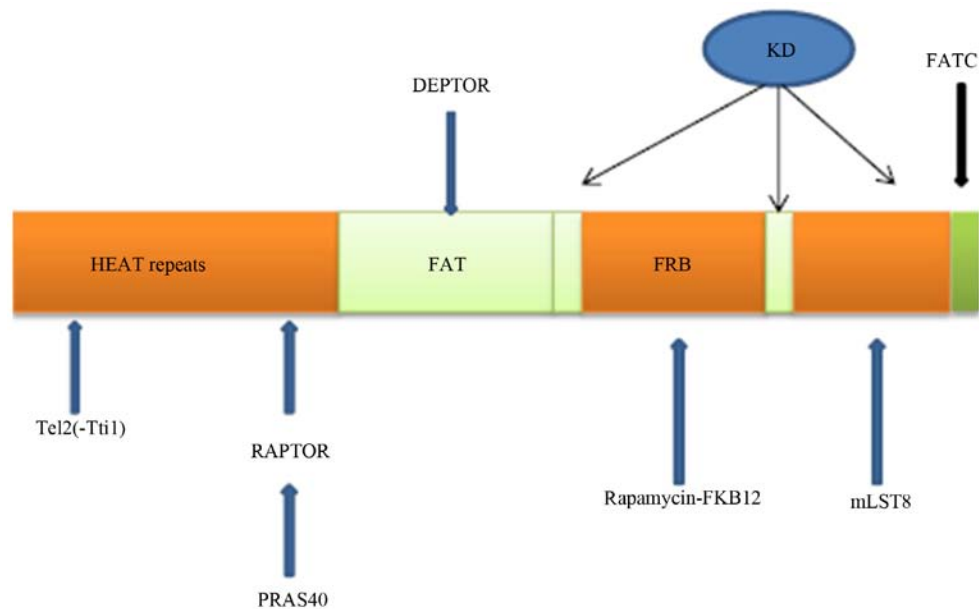 KD
FATC
DEPTOR
HEAT repeats
FAT
FRB
Tel2(-Tti1)
RAPTOR
Rapamycin-FKB12
mLST8
PRAS40